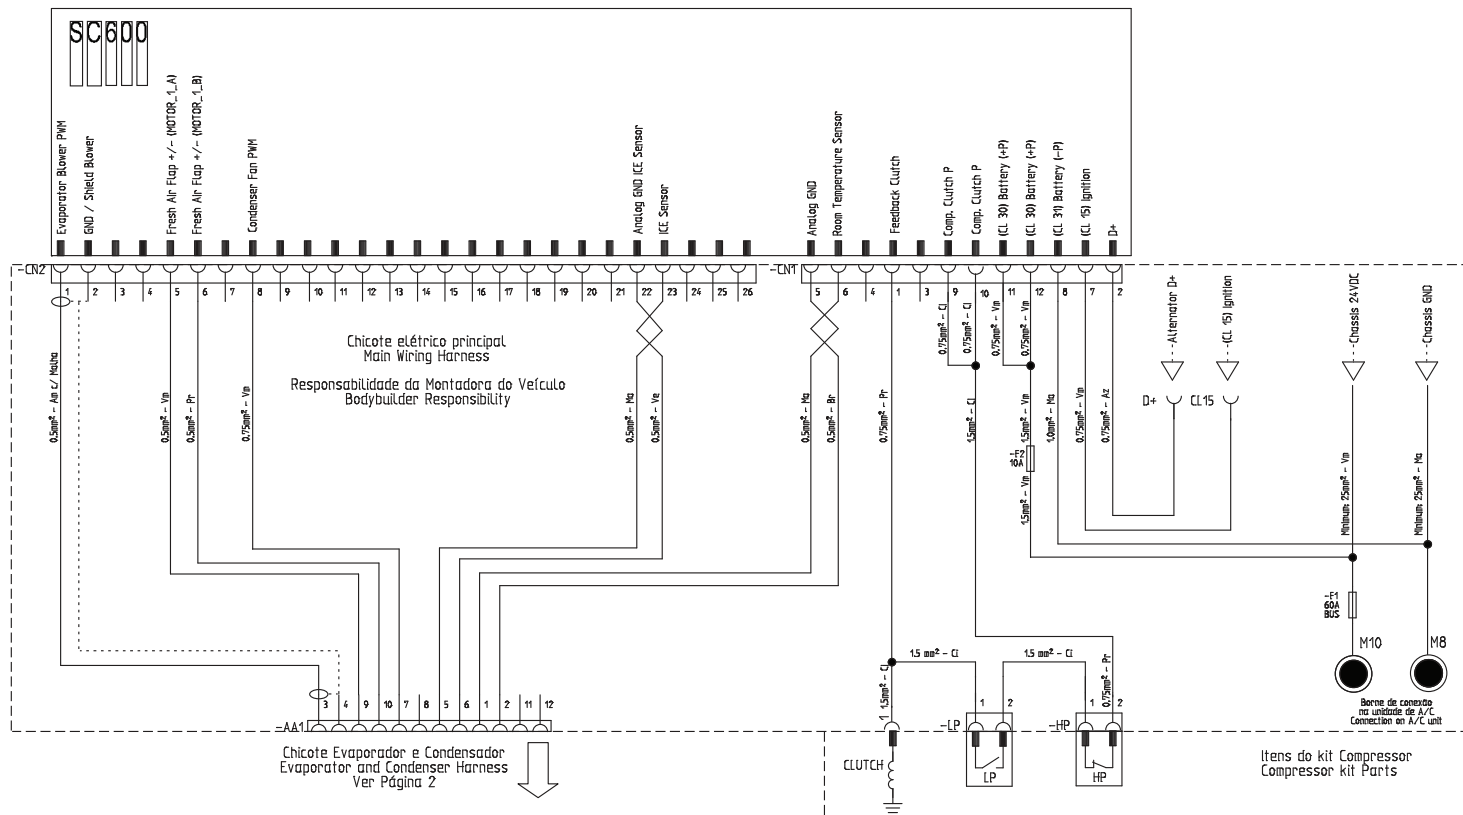 SC600
Evaporator Blower PWM
GND / Shield Blower
Fresh Air Flap +/- (MOTOR_1_A)
Fresh Air Flap +/- (MOTOR_1_B)
Condenser Fan PWM
Analog GND ICE Sensor
ICE Sensor
Analog GND
Room Temperature Sensor
Feedback Clutch
Comp. Clutch P
Comp. Clutch P
(CL 30) Battery (+P)
(CL 30) Battery (+P)
(CL 31) Battery (-P)
(CL 15) Ignition
D+
-CN2
-CN1
1 2 3 4 5 6 7 8 9 10 11 12 13 14 15 16 17 18 19 20 21 22 23 24 25 26
5 6 4 1 3 9 10 11 12 8 7 2
Alternator D+
(CL 15) Ignition
Chassis 24VDC
Chassis GND
0,75mm² - Ci
0,75mm² - Ci
0,75mm² - Vm
0,75mm² - Vm
Chicote elétrico principal
Main Wiring Harness
Responsabilidade da Montadora do Veículo
Bodybuilder Responsibility
0,5mm² - Am c/ Malha
0,5mm² - Vm
0,5mm² - Pr
0,75mm² - Vm
0,5mm² - Ma
0,5mm² - Ve
0,5mm² - Ma
0,5mm² - Br
0,75mm² - Pr
1,5mm² - Ci
1,5mm² - Vm
1,0mm² - Ma
0,75mm² - Vm
0,75mm² - Az
D+
CL15
-F2
10A
1,5mm² - Vm
Minimum: 25mm² - Vm
Minimum: 25mm² - Ma
-F1
60A
BUS
M10
M8
1.5 mm² - Ci
1.5 mm² - Ci
1,5mm² - Ci
0,75mm² - Pr
Borne de conexão
na unidade de A/C
Connection on A/C unit
3 4 9 10 7 8 5 6 1 2 11 12
1
1 2
1 2
-AA1
-LP
-HP
Chicote Evaporador e Condensador
Evaporator and Condenser Harness
Ver Página 2
CLUTCH
LP
HP
Itens do kit Compressor
Compressor kit Parts